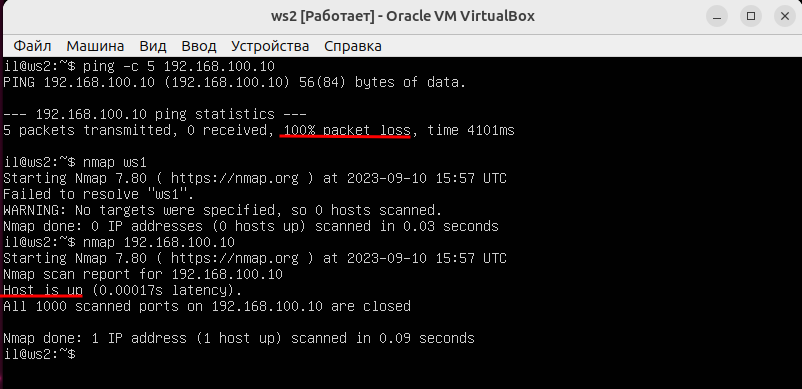 ws2 [Работает] - Oracle VM VirtualBox
Файл Машина Вид Ввод Устройства Справка
il@ws2:~$ ping -c 5 192.168.100.10
PING 192.168.100.10 (192.168.100.10) 56(84) bytes of data.
--- 192.168.100.10 ping statistics ---
5 packets transmitted, 0 received, 100% packet loss, time 4101ms
il@ws2:~$ nmap ws1
Starting Nmap 7.80 ( https://nmap.org ) at 2023-09-10 15:57 UTC
Failed to resolve "ws1".
WARNING: No targets were specified, so 0 hosts scanned.
Nmap done: 0 IP addresses (0 hosts up) scanned in 0.03 seconds
il@ws2:~$ nmap 192.168.100.10
Starting Nmap 7.80 ( https://nmap.org ) at 2023-09-10 15:57 UTC
Nmap scan report for 192.168.100.10
Host is up (0.00017s latency).
All 1000 scanned ports on 192.168.100.10 are closed
Nmap done: 1 IP address (1 host up) scanned in 0.09 seconds
il@ws2:~$